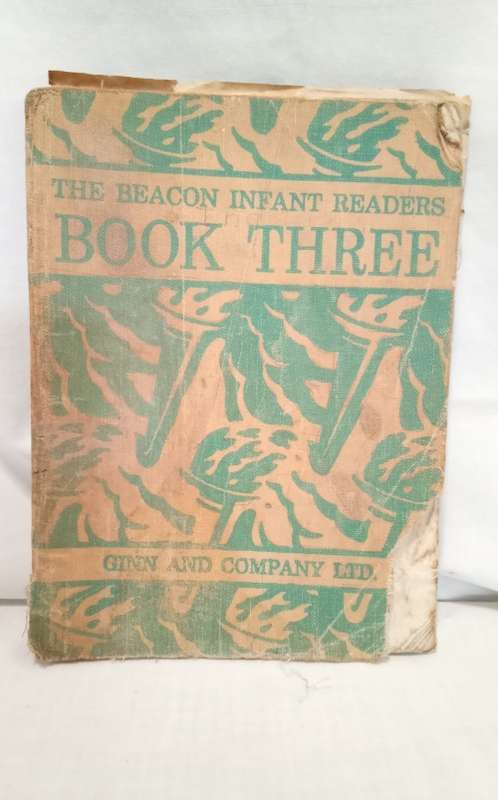 THE BEACON INFANT READERS
BOOK THREE
GINN AND COMPANY LTD.